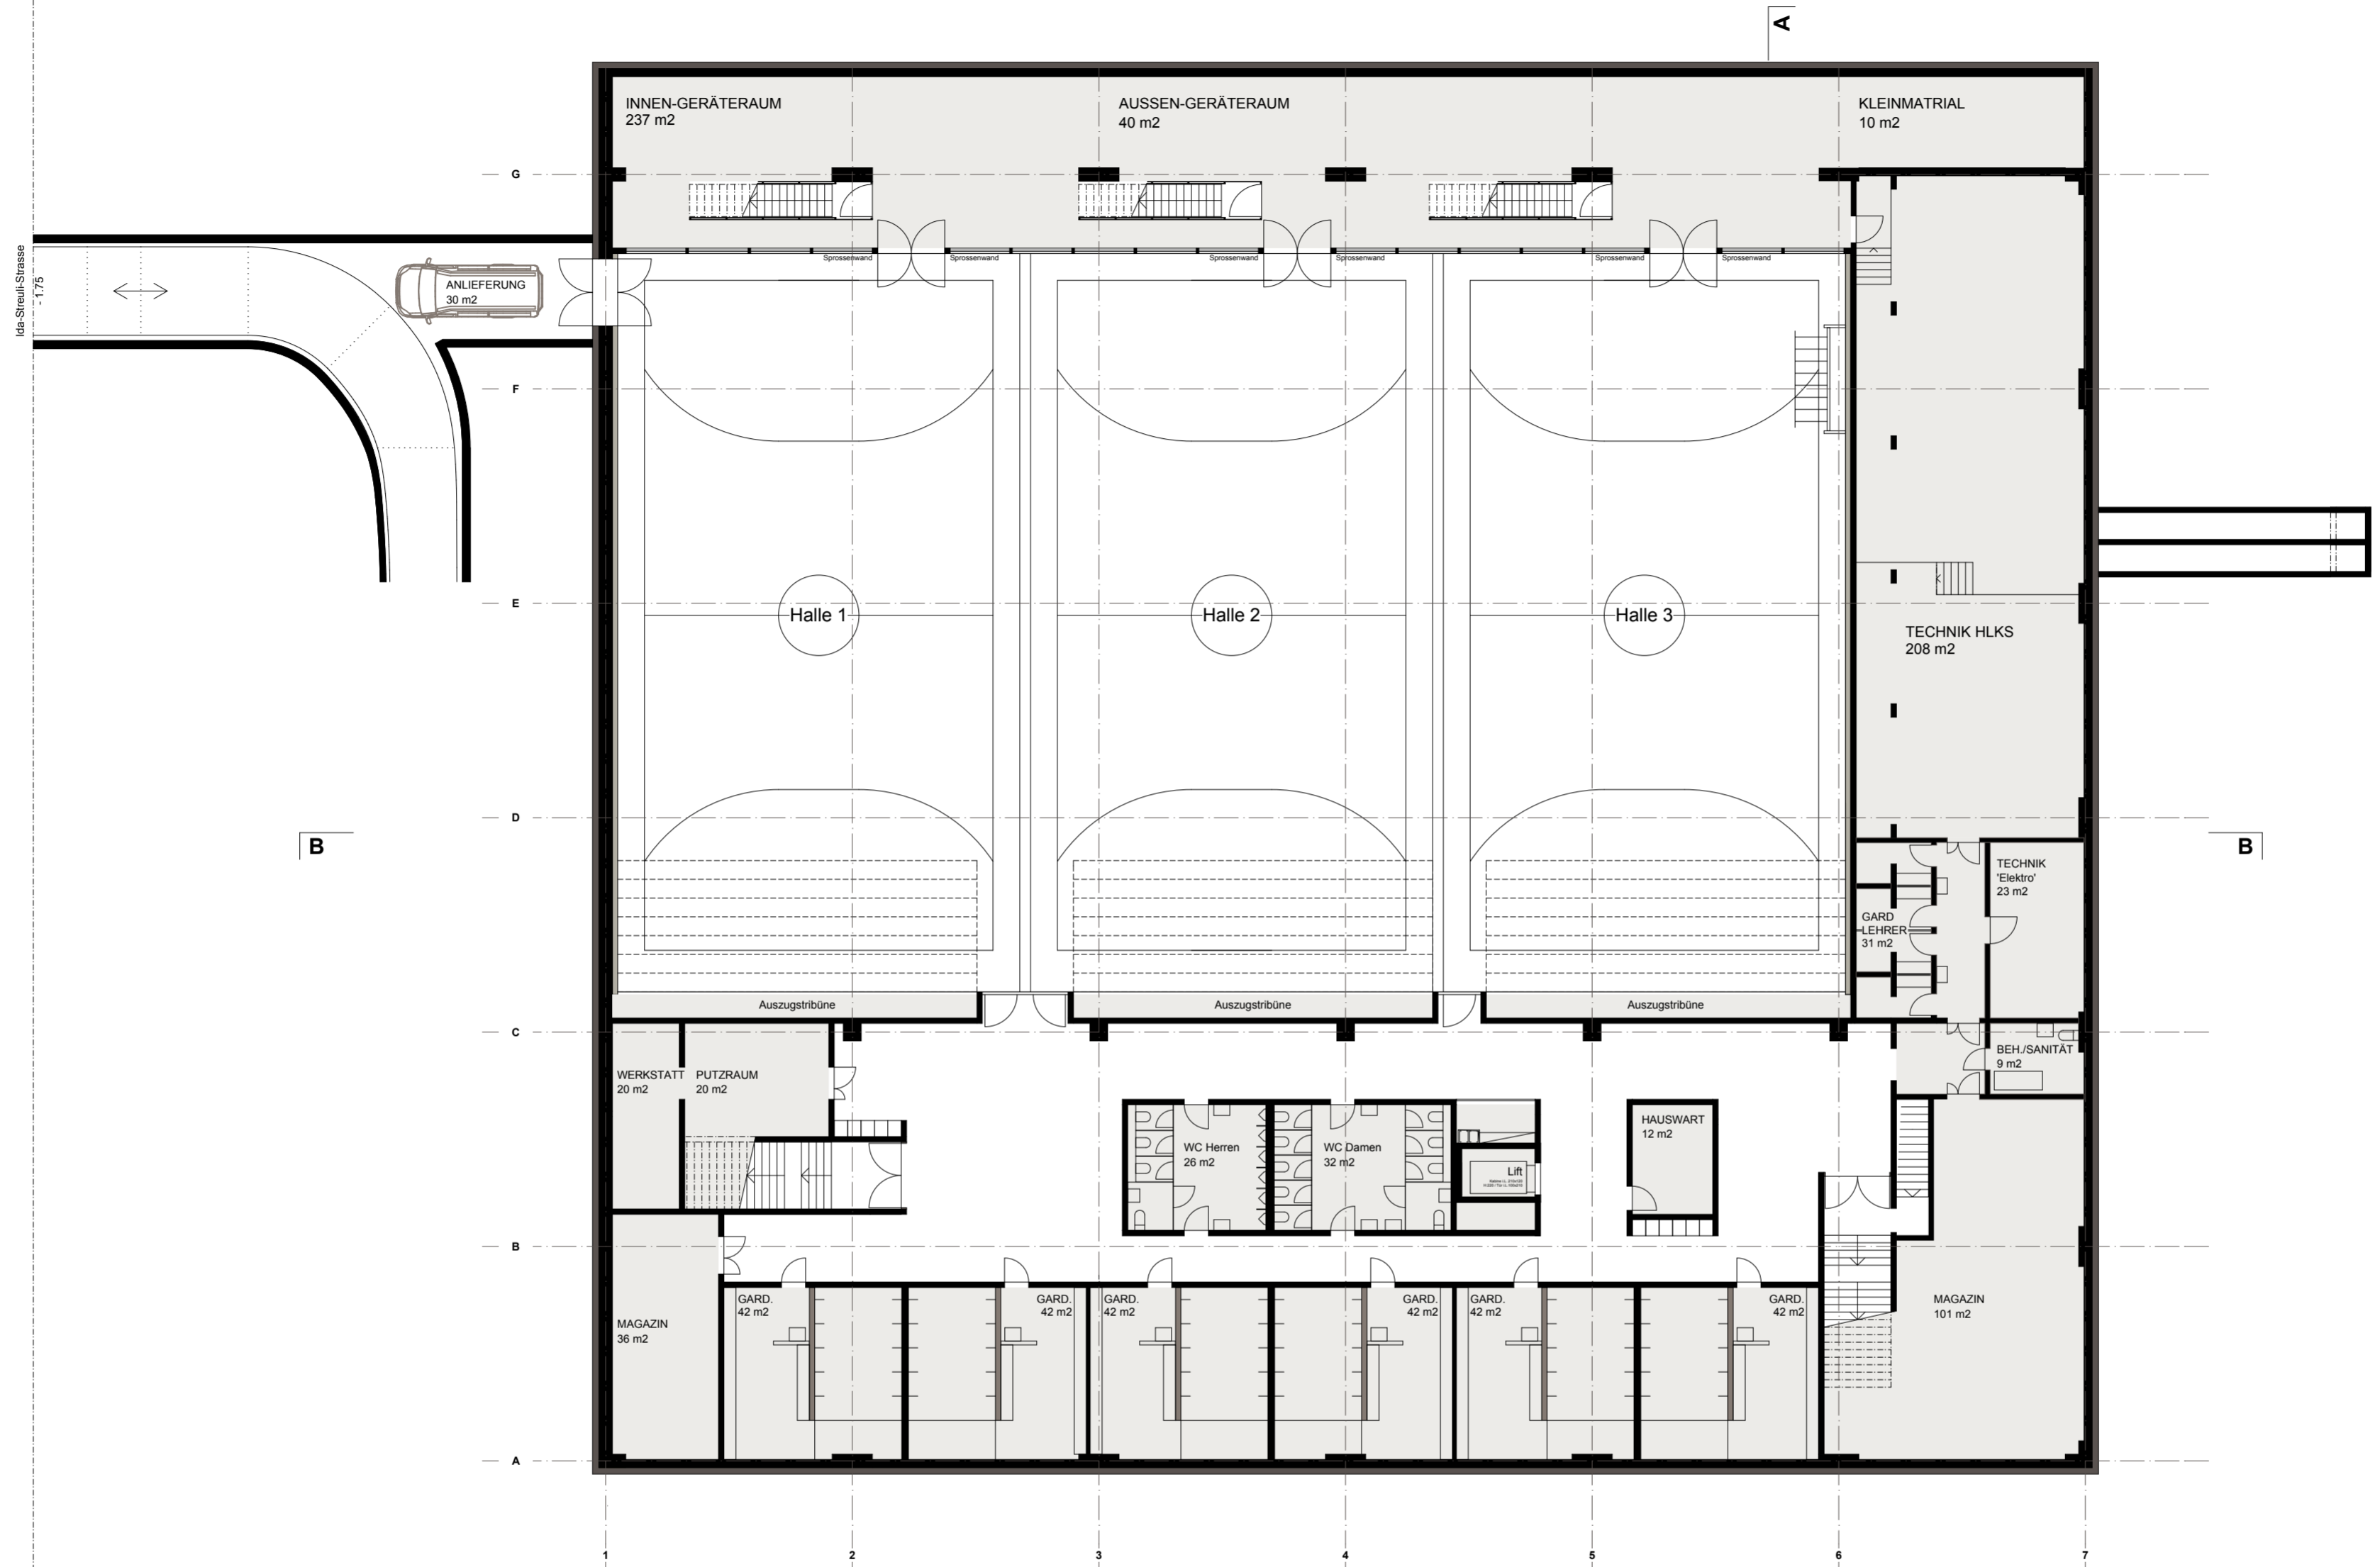 A
INNEN-GERÄTERAUM
237 m2
AUSSEN-GERÄTERAUM
40 m2
KLEINMATRIAL
10 m2
G
Ida-Streuli-Strasse
- 1.75
ANLIEFERUNG
30 m2
Sprossenwand
Sprossenwand
Sprossenwand
Sprossenwand
Sprossenwand
Sprossenwand
F
E
Halle 1
Halle 2
Halle 3
TECHNIK HLKS
208 m2
D
B
B
TECHNIK
'Elektro'
23 m2
GARD
LEHRER
31 m2
Auszugstribüne
Auszugstribüne
Auszugstribüne
C
WERKSTATT
20 m2
PUTZRAUM
20 m2
BEH./SANITÄT
9 m2
WC Herren
26 m2
WC Damen
32 m2
Lift
HAUSWART
12 m2
B
MAGAZIN
36 m2
GARD.
42 m2
GARD.
42 m2
GARD.
42 m2
GARD.
42 m2
GARD.
42 m2
GARD.
42 m2
MAGAZIN
101 m2
A
1
2
3
4
5
6
7